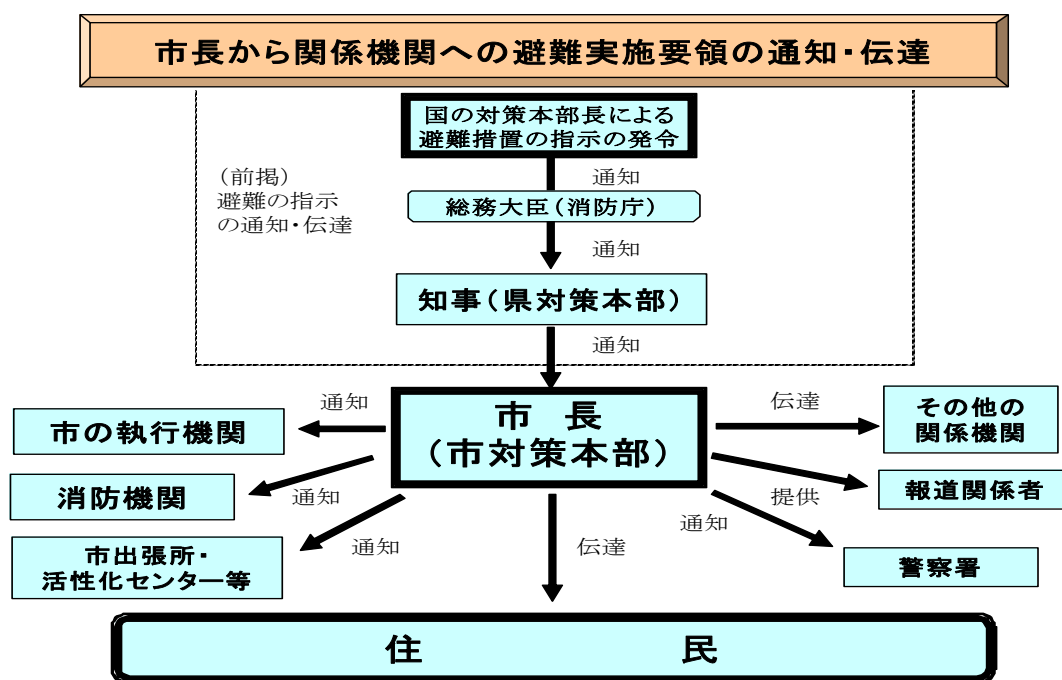 市長から関係機関への避難実施要領の通知・伝達
国の対策本部長による
避難措置の指示の発令
(前掲)
避難の指示
の通知・伝達
通知
総務大臣(消防庁)
通知
知事(県対策本部)
通知
市 長
(市対策本部)
通知
市の執行機関
伝達
その他の
関係機関
通知
消防機関
提供
報道関係者
通知
市出張所・
活性化センター等
伝達
通知
警察署
住 民